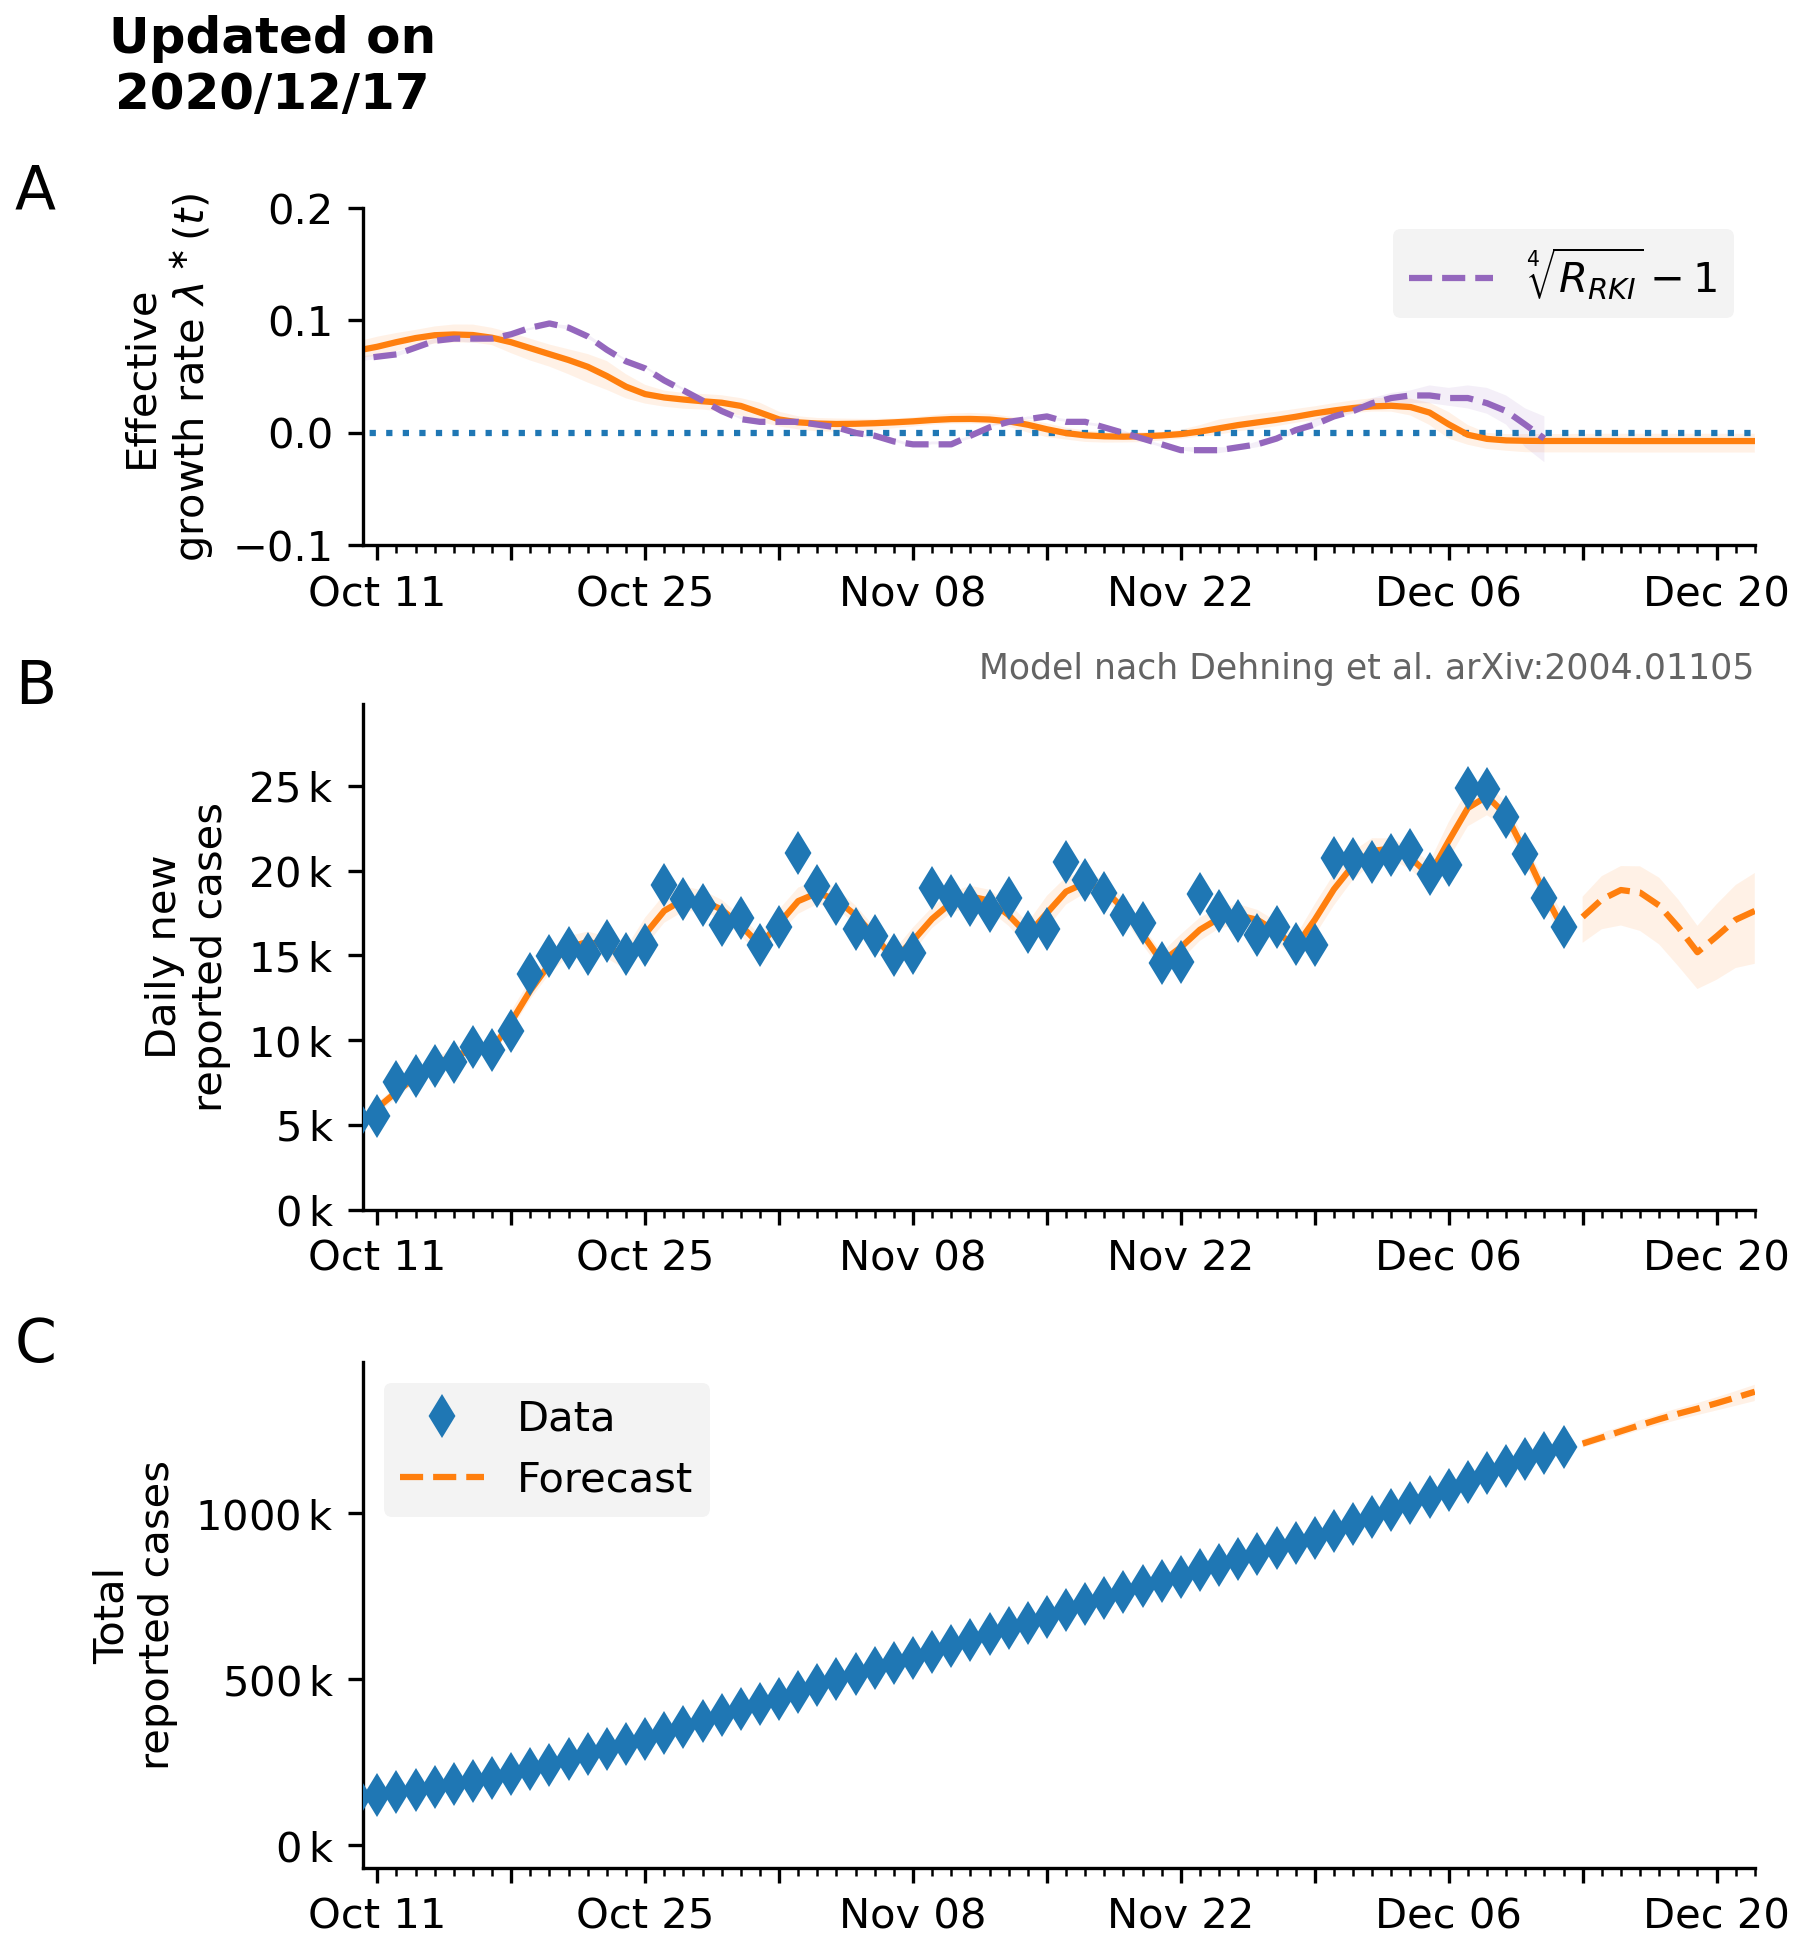 Updated on
2020/12/17
A
Effective
growth rate λ * (t)
0.2
0.1
0.0
−0.1
∜R_RKI − 1
Oct 11 Oct 25 Nov 08 Nov 22 Dec 06 Dec 20
Model nach Dehning et al. arXiv:2004.01105
B
Daily new
reported cases
25 k
20 k
15 k
10 k
5 k
0 k
Oct 11 Oct 25 Nov 08 Nov 22 Dec 06 Dec 20
C
Total
reported cases
Data
Forecast
1000 k
500 k
0 k
Oct 11 Oct 25 Nov 08 Nov 22 Dec 06 Dec 20